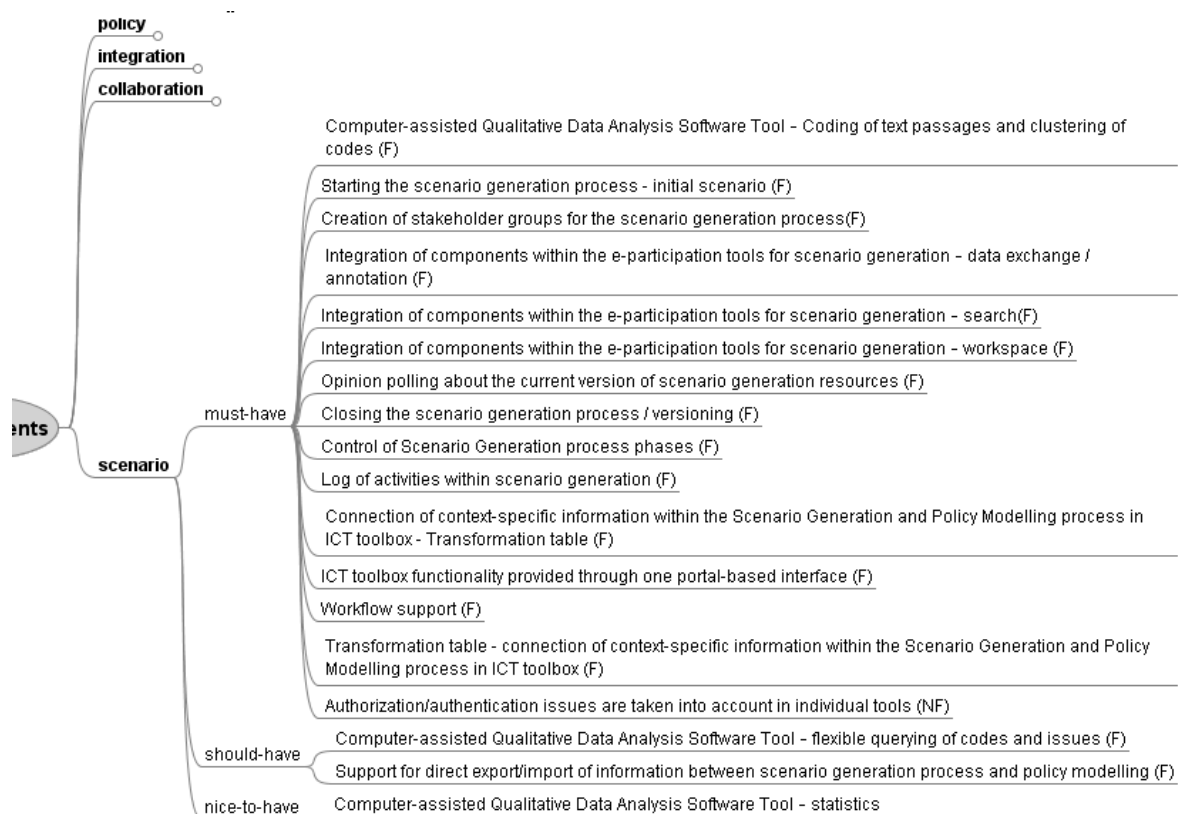 policy
integration
collaboration
Computer-assisted Qualitative Data Analysis Software Tool – Coding of text passages and clustering of
codes (F)
Starting the scenario generation process - initial scenario (F)
Creation of stakeholder groups for the scenario generation process(F)
Integration of components within the e-participation tools for scenario generation – data exchange /
annotation (F)
Integration of components within the e-participation tools for scenario generation – search(F)
Integration of components within the e-participation tools for scenario generation – workspace (F)
Opinion polling about the current version of scenario generation resources (F)
must-have
Closing the scenario generation process / versioning (F)
ents
Control of Scenario Generation process phases (F)
scenario
Log of activities within scenario generation (F)
Connection of context-specific information within the Scenario Generation and Policy Modelling process in
ICT toolbox - Transformation table (F)
ICT toolbox functionality provided through one portal-based interface (F)
Workflow support (F)
Transformation table - connection of context-specific information within the Scenario Generation and Policy
Modelling process in ICT toolbox (F)
Authorization/authentication issues are taken into account in individual tools (NF)
should-have
Computer-assisted Qualitative Data Analysis Software Tool – flexible querying of codes and issues (F)
Support for direct export/import of information between scenario generation process and policy modelling (F)
nice-to-have
Computer-assisted Qualitative Data Analysis Software Tool – statistics